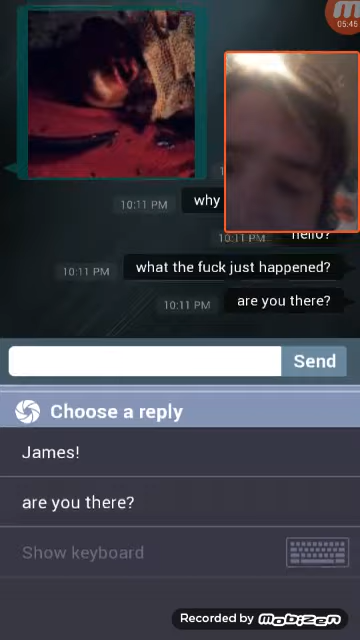 05:45
10:11 PM
why
10:11 PM
hello?
10:11 PM
what the fuck just happened?
10:11 PM
are you there?
Send
Choose a reply
James!
are you there?
Show keyboard
Recorded by Mobizen